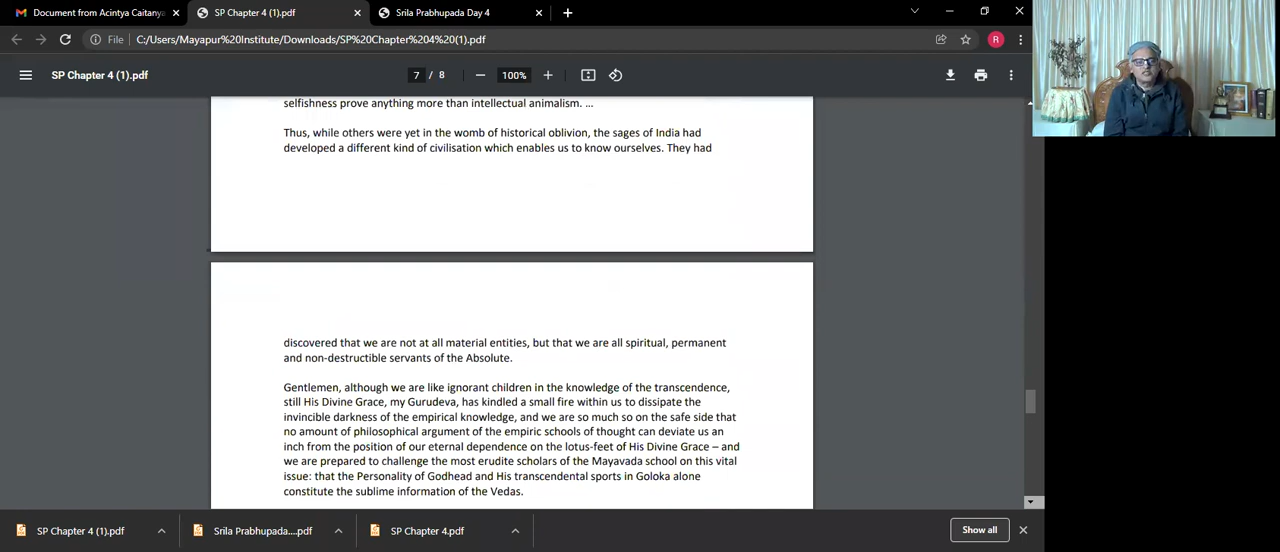 Document from Acintya Caitanya
SP Chapter 4 (1).pdf
Srila Prabhupada Day 4
File
C:/Users/Mayapur%20Institute/Downloads/SP%20Chapter%204%20(1).pdf
R
SP Chapter 4 (1).pdf
7 / 8
100%
selfishness prove anything more than intellectual animalism. ...
Thus, while others were yet in the womb of historical oblivion, the sages of India had
developed a different kind of civilisation which enables us to know ourselves. They had
discovered that we are not at all material entities, but that we are all spiritual, permanent
and non-destructible servants of the Absolute.
Gentlemen, although we are like ignorant children in the knowledge of the transcendence,
still His Divine Grace, my Gurudeva, has kindled a small fire within us to dissipate the
invincible darkness of the empirical knowledge, and we are so much so on the safe side that
no amount of philosophical argument of the empiric schools of thought can deviate us an
inch from the position of our eternal dependence on the lotus-feet of His Divine Grace – and
we are prepared to challenge the most erudite scholars of the Mayavada school on this vital
issue: that the Personality of Godhead and His transcendental sports in Goloka alone
constitute the sublime information of the Vedas.
SP Chapter 4 (1).pdf
Srila Prabhupada....pdf
SP Chapter 4.pdf
Show all